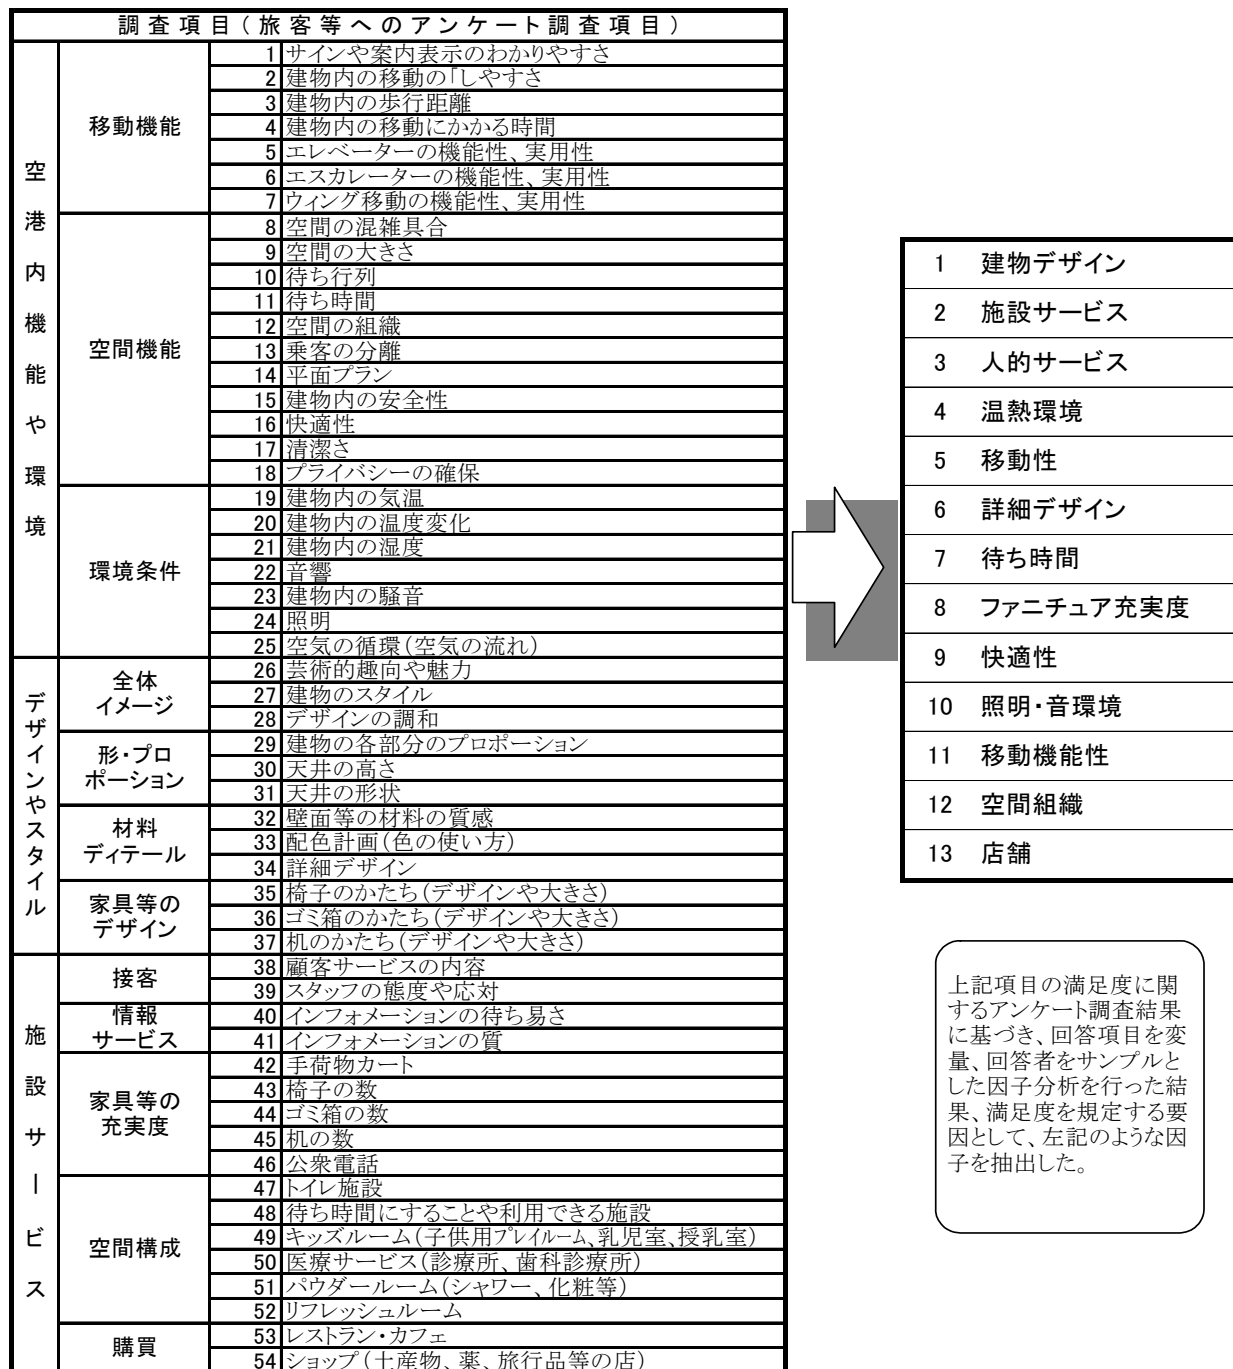 調査項目(旅客等へのアンケート調査項目)
空港内機能や環境
移動機能
1 サインや案内表示のわかりやすさ
2 建物内の移動の「しやすさ
3 建物内の歩行距離
4 建物内の移動にかかる時間
5 エレベーターの機能性、実用性
6 エスカレーターの機能性、実用性
7 ウィング移動の機能性、実用性
空間機能
8 空間の混雑具合
9 空間の大きさ
10 待ち行列
11 待ち時間
12 空間の組織
13 乗客の分離
14 平面プラン
15 建物内の安全性
16 快適性
17 清潔さ
18 プライバシーの確保
環境条件
19 建物内の気温
20 建物内の温度変化
21 建物内の湿度
22 音響
23 建物内の騒音
24 照明
25 空気の循環(空気の流れ)
デザインやスタイル
全体
イメージ
26 芸術的趣向や魅力
27 建物のスタイル
28 デザインの調和
形・プロ
ポーション
29 建物の各部分のプロポーション
30 天井の高さ
31 天井の形状
材料
ディテール
32 壁面等の材料の質感
33 配色計画(色の使い方)
34 詳細デザイン
家具等の
デザイン
35 椅子のかたち(デザインや大きさ)
36 ゴミ箱のかたち(デザインや大きさ)
37 机のかたち(デザインや大きさ)
施設サービス
接客
38 顧客サービスの内容
39 スタッフの態度や応対
情報
サービス
40 インフォメーションの待ち易さ
41 インフォメーションの質
家具等の
充実度
42 手荷物カート
43 椅子の数
44 ゴミ箱の数
45 机の数
46 公衆電話
空間構成
47 トイレ施設
48 待ち時間にすることや利用できる施設
49 キッズルーム(子供用プレイルーム、乳児室、授乳室)
50 医療サービス(診療所、歯科診療所)
51 パウダールーム(シャワー、化粧等)
52 リフレッシュルーム
購買
53 レストラン・カフェ
54 ショップ(土産物、薬、旅行品等の店)
1 建物デザイン
2 施設サービス
3 人的サービス
4 温熱環境
5 移動性
6 詳細デザイン
7 待ち時間
8 ファニチュア充実度
9 快適性
10 照明・音環境
11 移動機能性
12 空間組織
13 店舗
上記項目の満足度に関
するアンケート調査結果
に基づき、回答項目を変
量、回答者をサンプルと
した因子分析を行った結
果、満足度を規定する要
因として、左記のような因
子を抽出した。